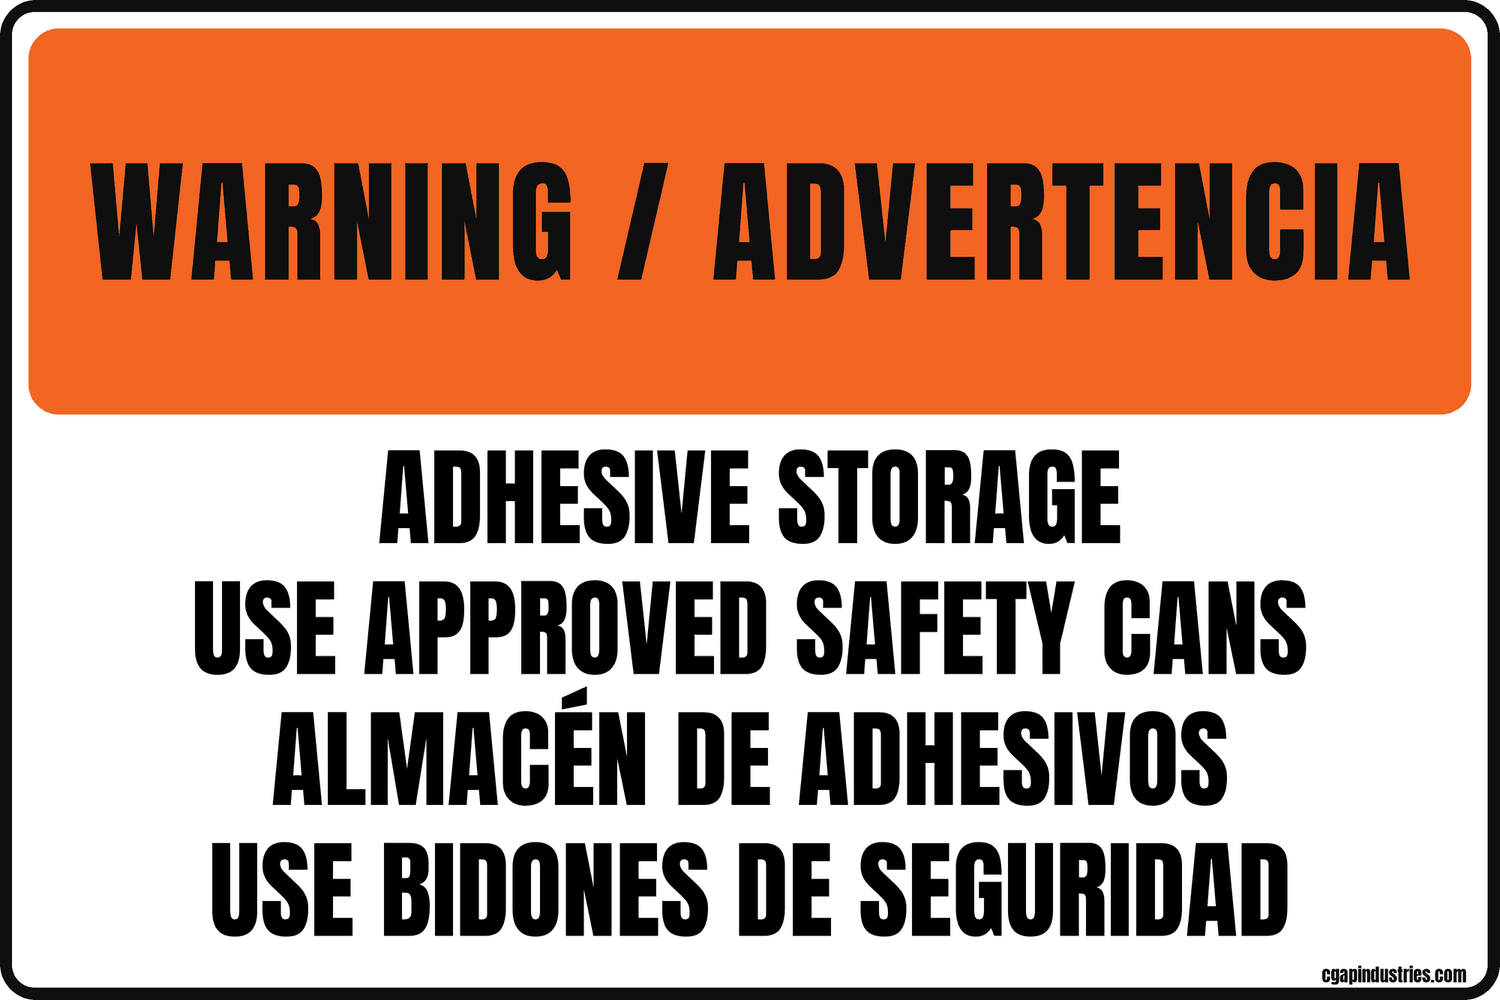 WARNING / ADVERTENCIA
ADHESIVE STORAGE
USE APPROVED SAFETY CANS
ALMACÉN DE ADHESIVOS
USE BIDONES DE SEGURIDAD
cgapindustries.com